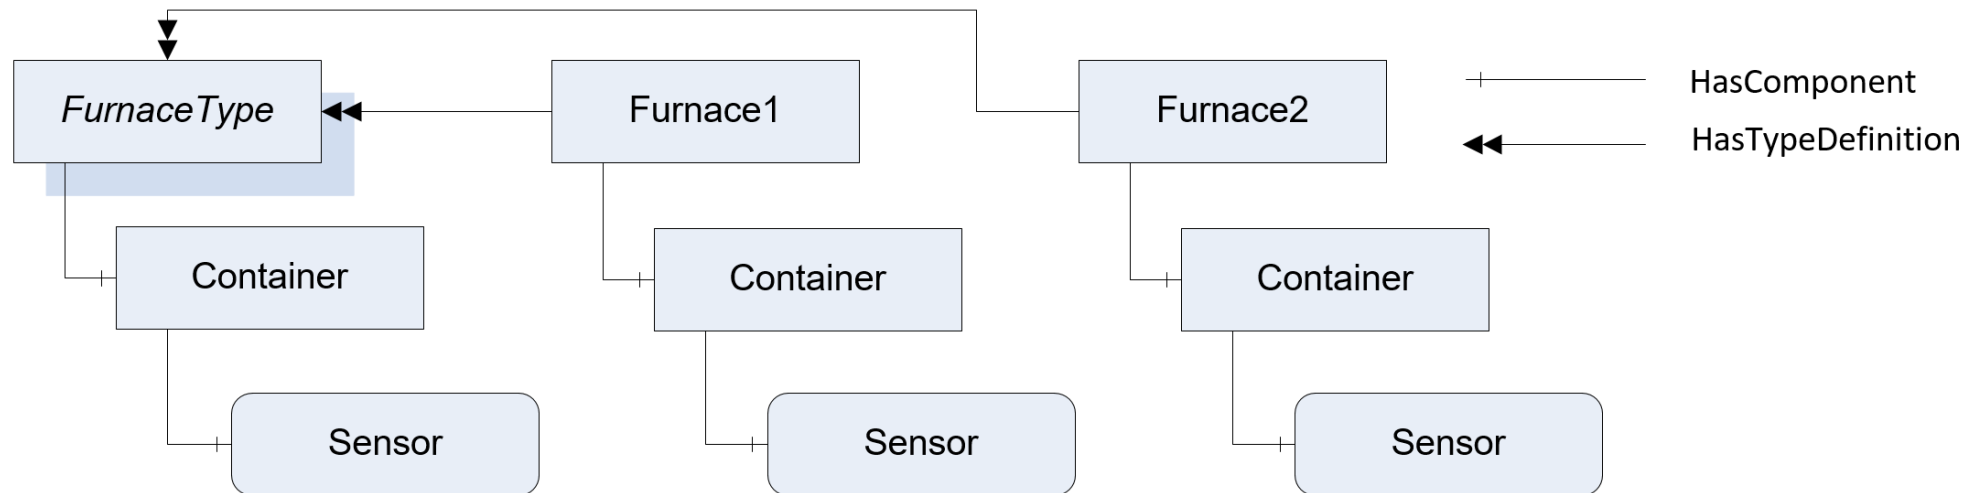 FurnaceType
Furnace1
Furnace2
HasComponent
HasTypeDefinition
Container
Container
Container
Sensor
Sensor
Sensor